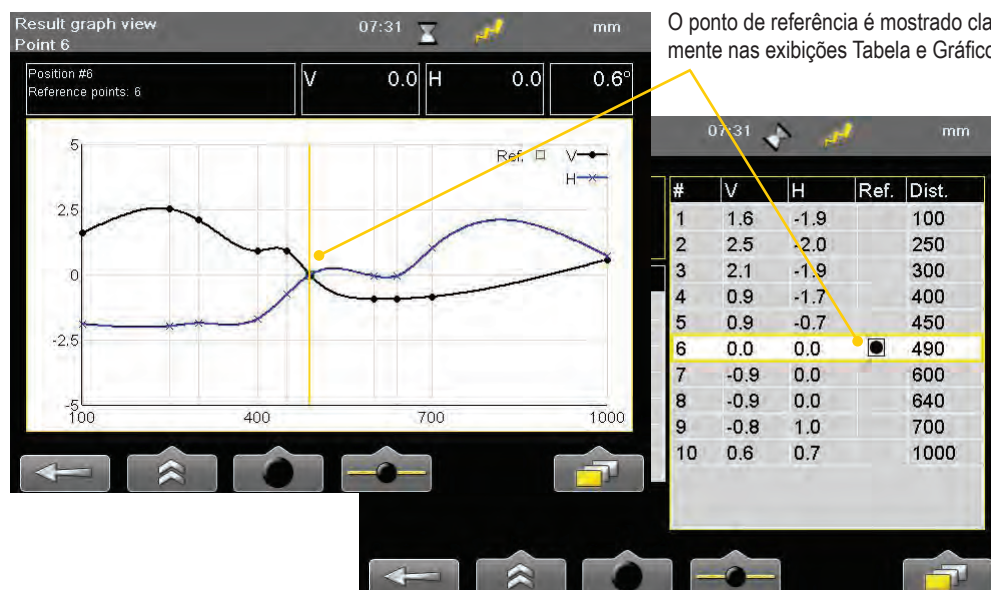 Result graph view
Point 6
07:31
mm
O ponto de referência é mostrado cla
mente nas exibições Tabela e Gráfico
Position #6
Reference points: 6
V 0.0 H 0.0 0.6°
Ref. V
H
5
2.5
0
-2.5
-5
100 400 700 1000
07:31 mm
# V H Ref. Dist.
1 1.6 -1.9 100
2 2.5 -2.0 250
3 2.1 -1.9 300
4 0.9 -1.7 400
5 0.9 -0.7 450
6 0.0 0.0 490
7 -0.9 0.0 600
8 -0.9 0.0 640
9 -0.8 1.0 700
10 0.6 0.7 1000